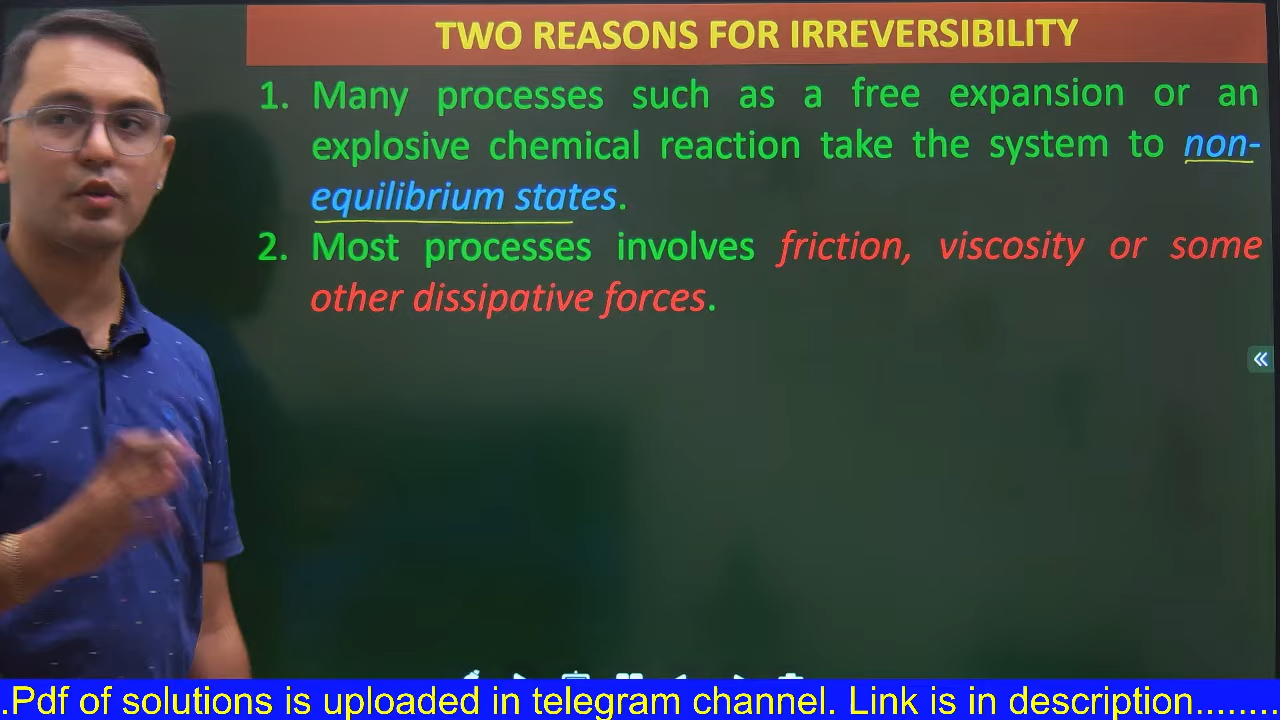 TWO REASONS FOR IRREVERSIBILITY
1. Many processes such as a free expansion or an
explosive chemical reaction take the system to non-
equilibrium states.
2. Most processes involves friction, viscosity or some
other dissipative forces.
«
.Pdf of solutions is uploaded in telegram channel. Link is in description........